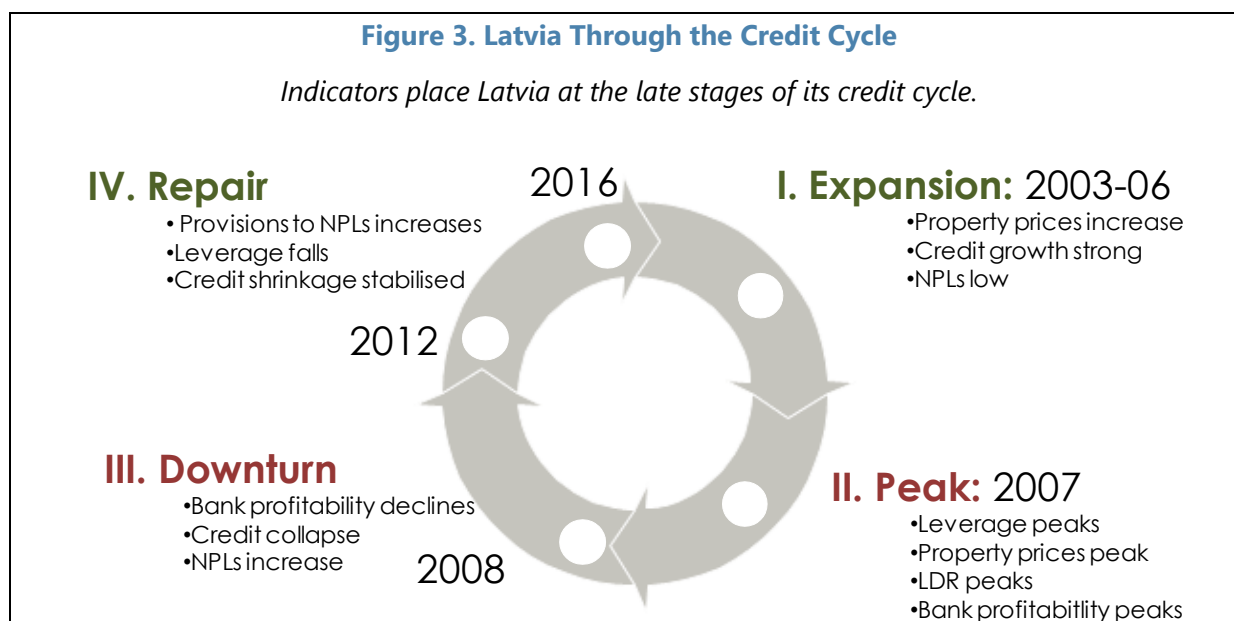 Figure 3. Latvia Through the Credit Cycle
Indicators place Latvia at the late stages of its credit cycle.
IV. Repair
• Provisions to NPLs increases
•Leverage falls
•Credit shrinkage stabilised
2016
2012
I. Expansion: 2003-06
•Property prices increase
•Credit growth strong
•NPLs low
III. Downturn
•Bank profitability declines
•Credit collapse
•NPLs increase
2008
II. Peak: 2007
•Leverage peaks
•Property prices peak
•LDR peaks
•Bank profitabitlity peaks